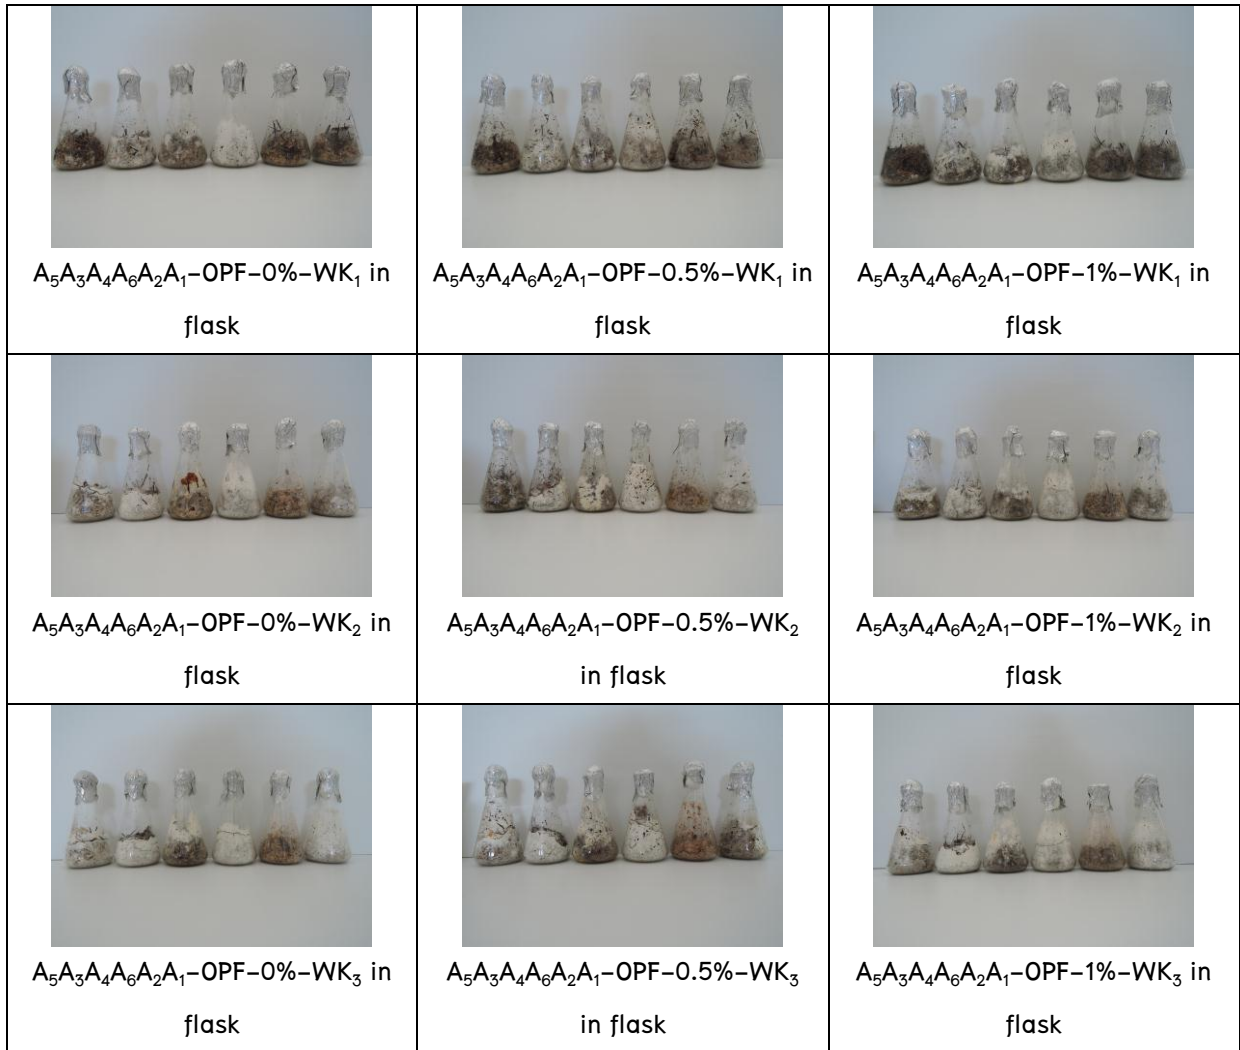 A₅A₃A₄A₆A₂A₁–OPF–0%–WK₁ in
flask
A₅A₃A₄A₆A₂A₁–OPF–0.5%–WK₁ in
flask
A₅A₃A₄A₆A₂A₁–OPF–1%–WK₁ in
flask
A₅A₃A₄A₆A₂A₁–OPF–0%–WK₂ in
flask
A₅A₃A₄A₆A₂A₁–OPF–0.5%–WK₂
in flask
A₅A₃A₄A₆A₂A₁–OPF–1%–WK₂ in
flask
A₅A₃A₄A₆A₂A₁–OPF–0%–WK₃ in
flask
A₅A₃A₄A₆A₂A₁–OPF–0.5%–WK₃
in flask
A₅A₃A₄A₆A₂A₁–OPF–1%–WK₃ in
flask